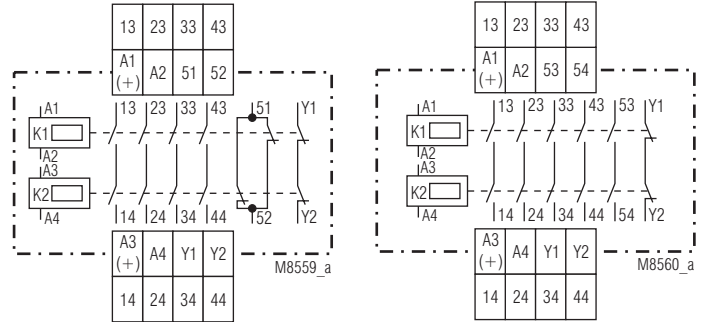 13 23 33 43
A1 (+) A2 51 52
A1 13 23 33 43 51 Y1
K1
A2
A3
K2
A4 14 24 34 44 52 Y2
A3 (+) A4 Y1 Y2
14 24 34 44
M8559_a
13 23 33 43
A1 (+) A2 53 54
A1 13 23 33 43 53 Y1
K1
A2
A3
K2
A4 14 24 34 44 54 Y2
A3 (+) A4 Y1 Y2
14 24 34 44
M8560_a